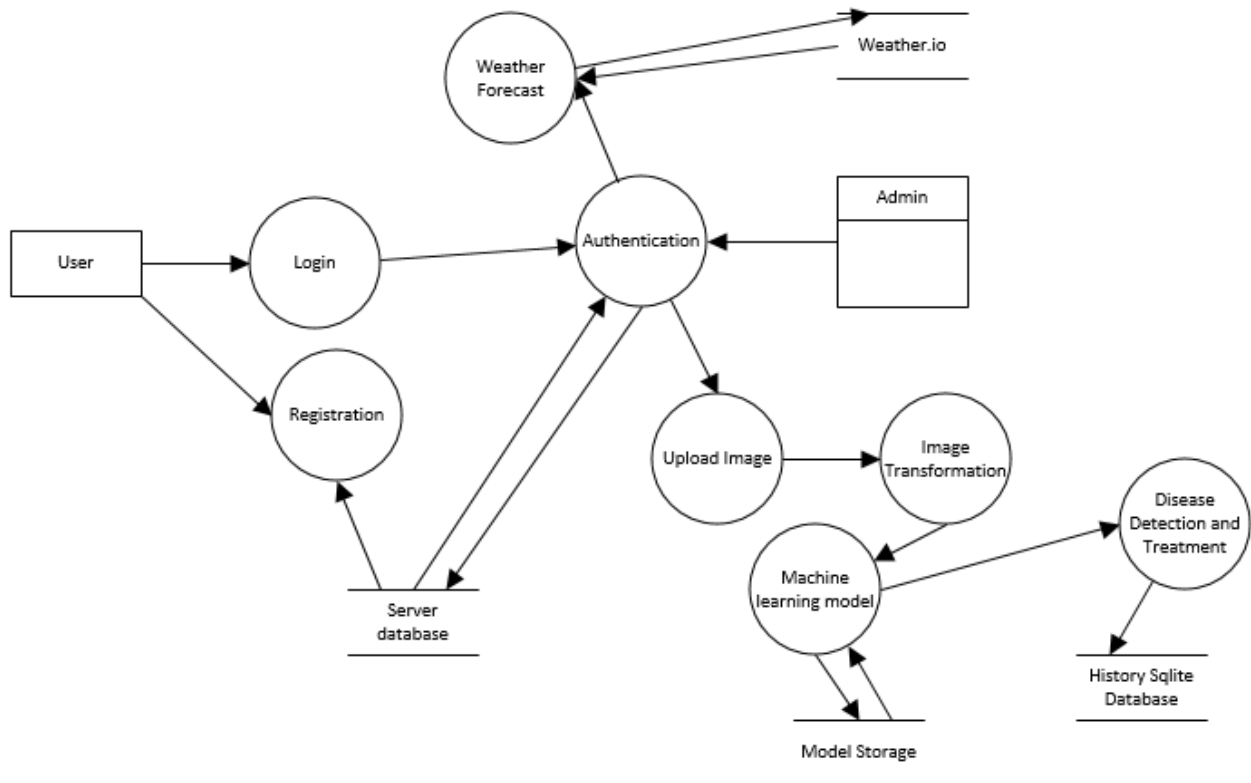 Weather
Forecast
Weather.io
Admin
User
Login
Authentication
Registration
Upload Image
Image
Transformation
Disease
Detection and
Treatment
Machine
learning model
Server
database
History Sqlite
Database
Model Storage